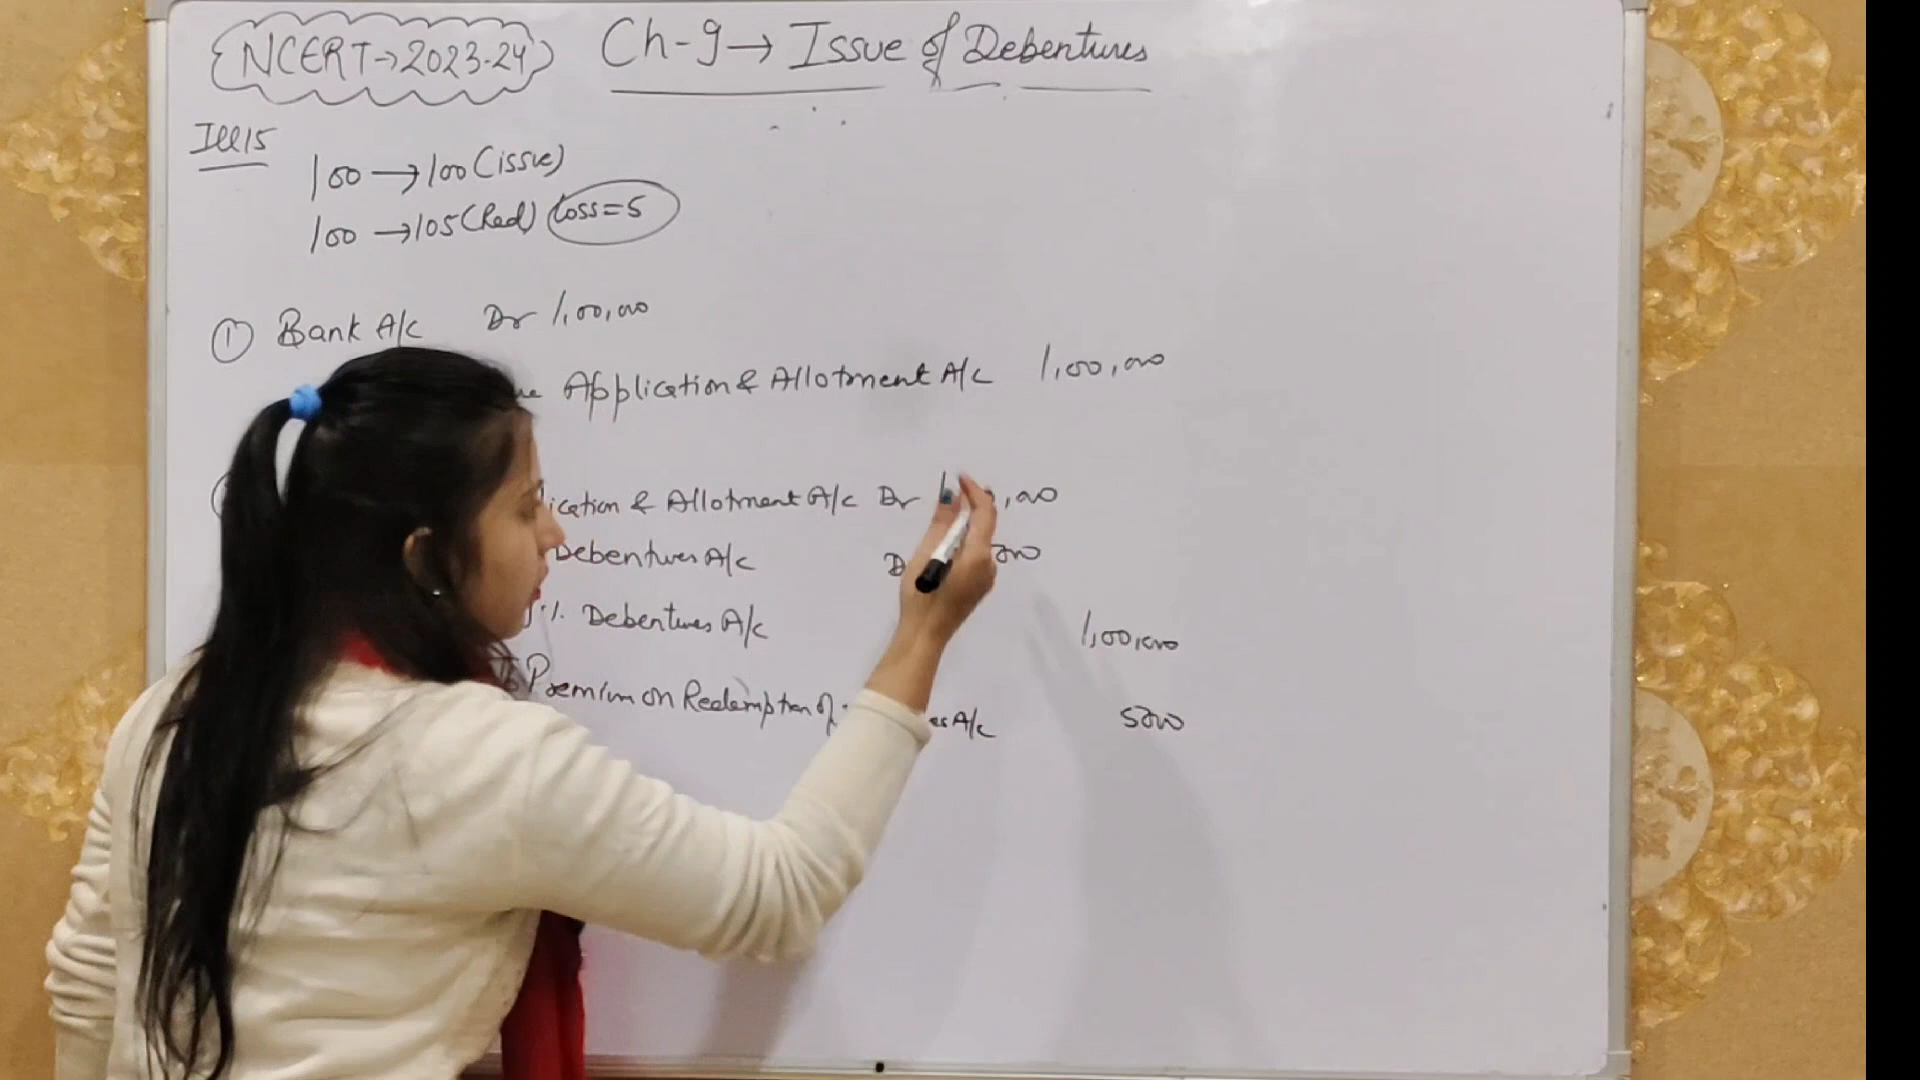 NCERT→2023-24 Ch-9→ Issue of Debentures
Ill 15
100 → 100 (issue)
100 → 105 (Red) Loss=5
① Bank A/c Dr 1,00,000
Application & Allotment A/c 1,00,000
& Allotment A/c Dr
Debentures A/c
% Debentures A/c 1,00,000
To Premium on Redemption of A/c 5000